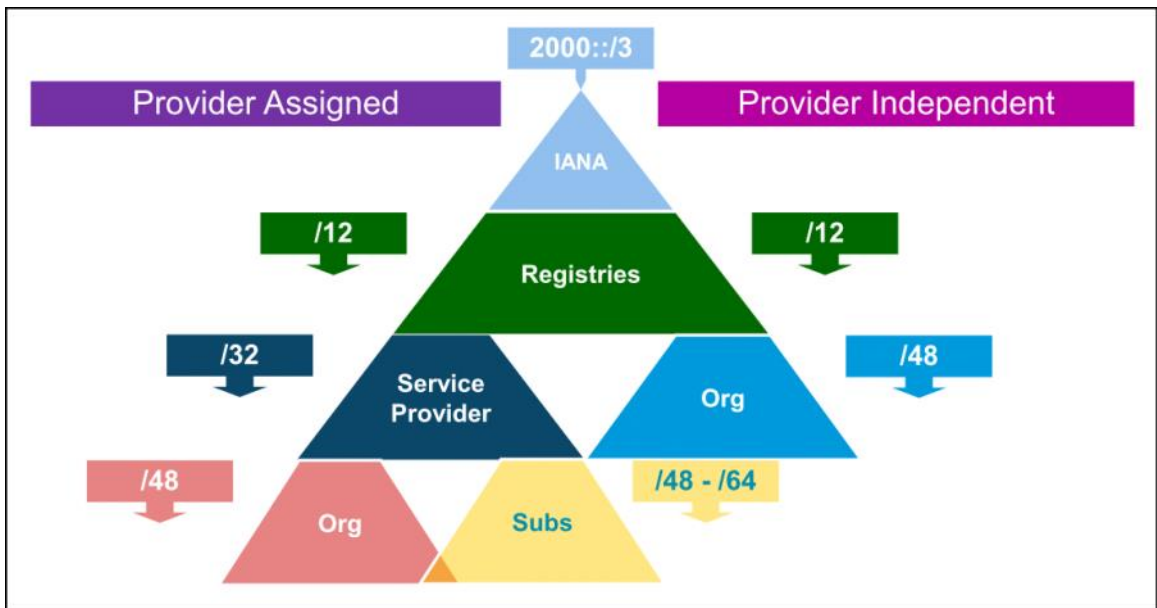 2000::/3
Provider Assigned
Provider Independent
IANA
/12
/12
Registries
/32
/48
Service
Provider
Org
/48
/48 - /64
Org
Subs